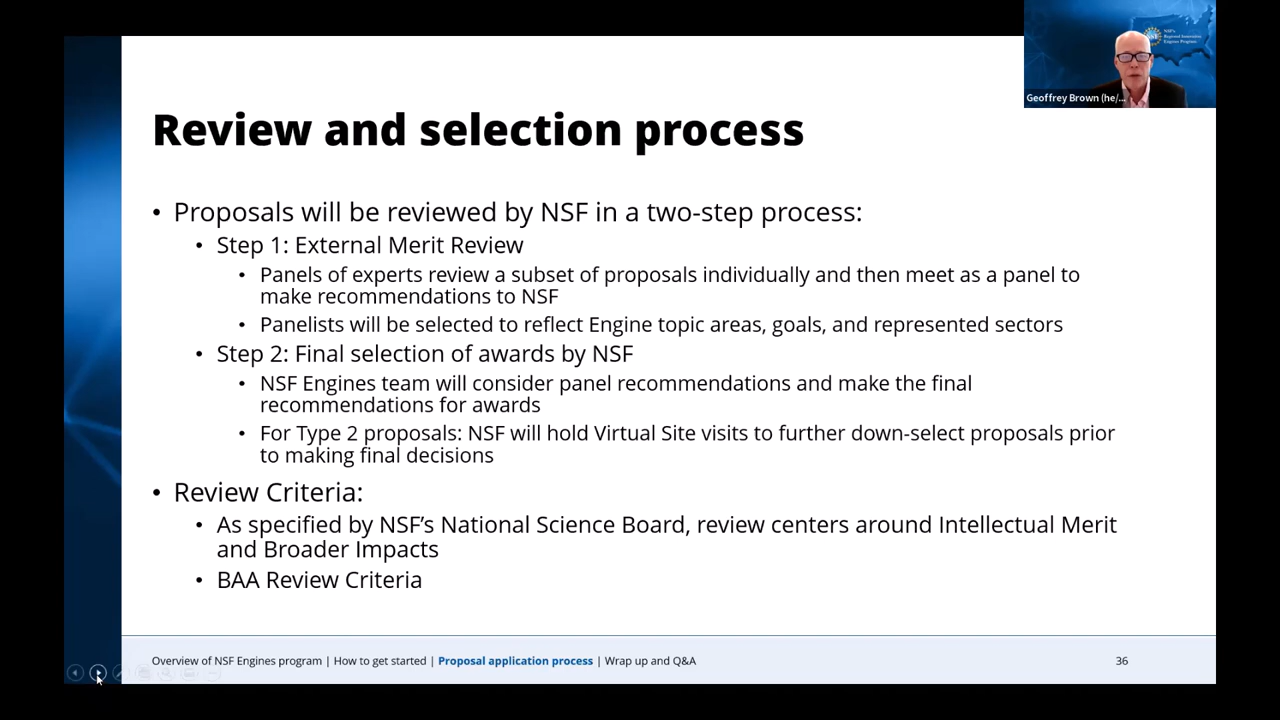 NSF's
Regional Innovation
Engines Program
Geoffrey Brown (he/...
Review and selection process
• Proposals will be reviewed by NSF in a two-step process:
• Step 1: External Merit Review
• Panels of experts review a subset of proposals individually and then meet as a panel to
make recommendations to NSF
• Panelists will be selected to reflect Engine topic areas, goals, and represented sectors
• Step 2: Final selection of awards by NSF
• NSF Engines team will consider panel recommendations and make the final
recommendations for awards
• For Type 2 proposals: NSF will hold Virtual Site visits to further down-select proposals prior
to making final decisions
• Review Criteria:
• As specified by NSF’s National Science Board, review centers around Intellectual Merit
and Broader Impacts
• BAA Review Criteria
Overview of NSF Engines program | How to get started | Proposal application process | Wrap up and Q&A
36